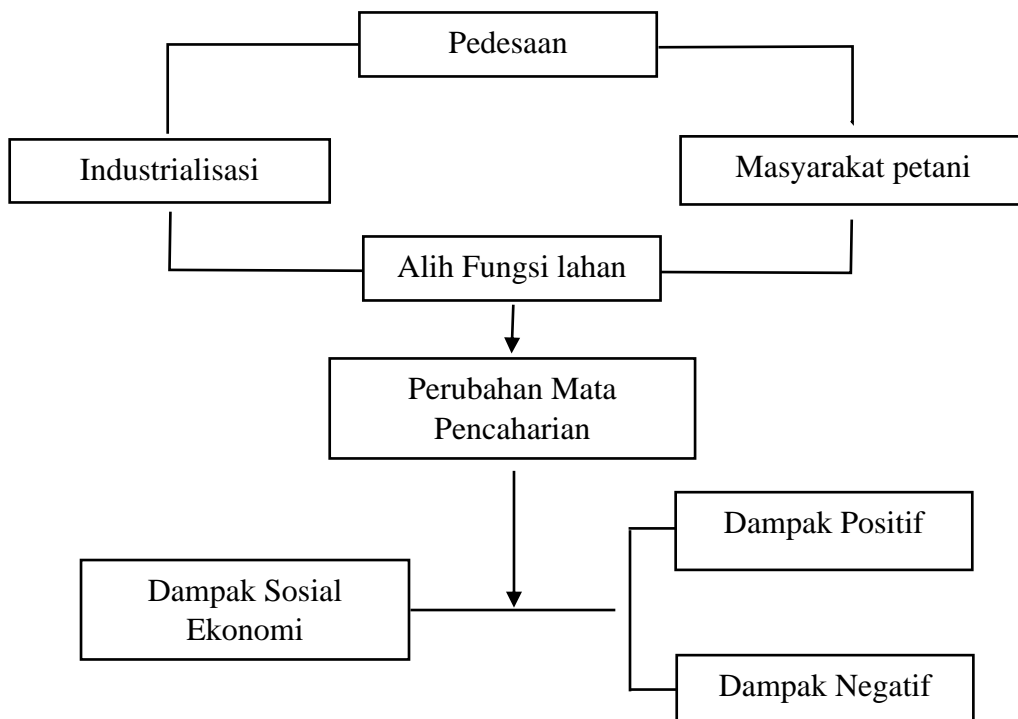 Pedesaan
Industrialisasi
Masyarakat petani
Alih Fungsi lahan
Perubahan Mata
Pencaharian
Dampak Positif
Dampak Sosial
Ekonomi
Dampak Negatif